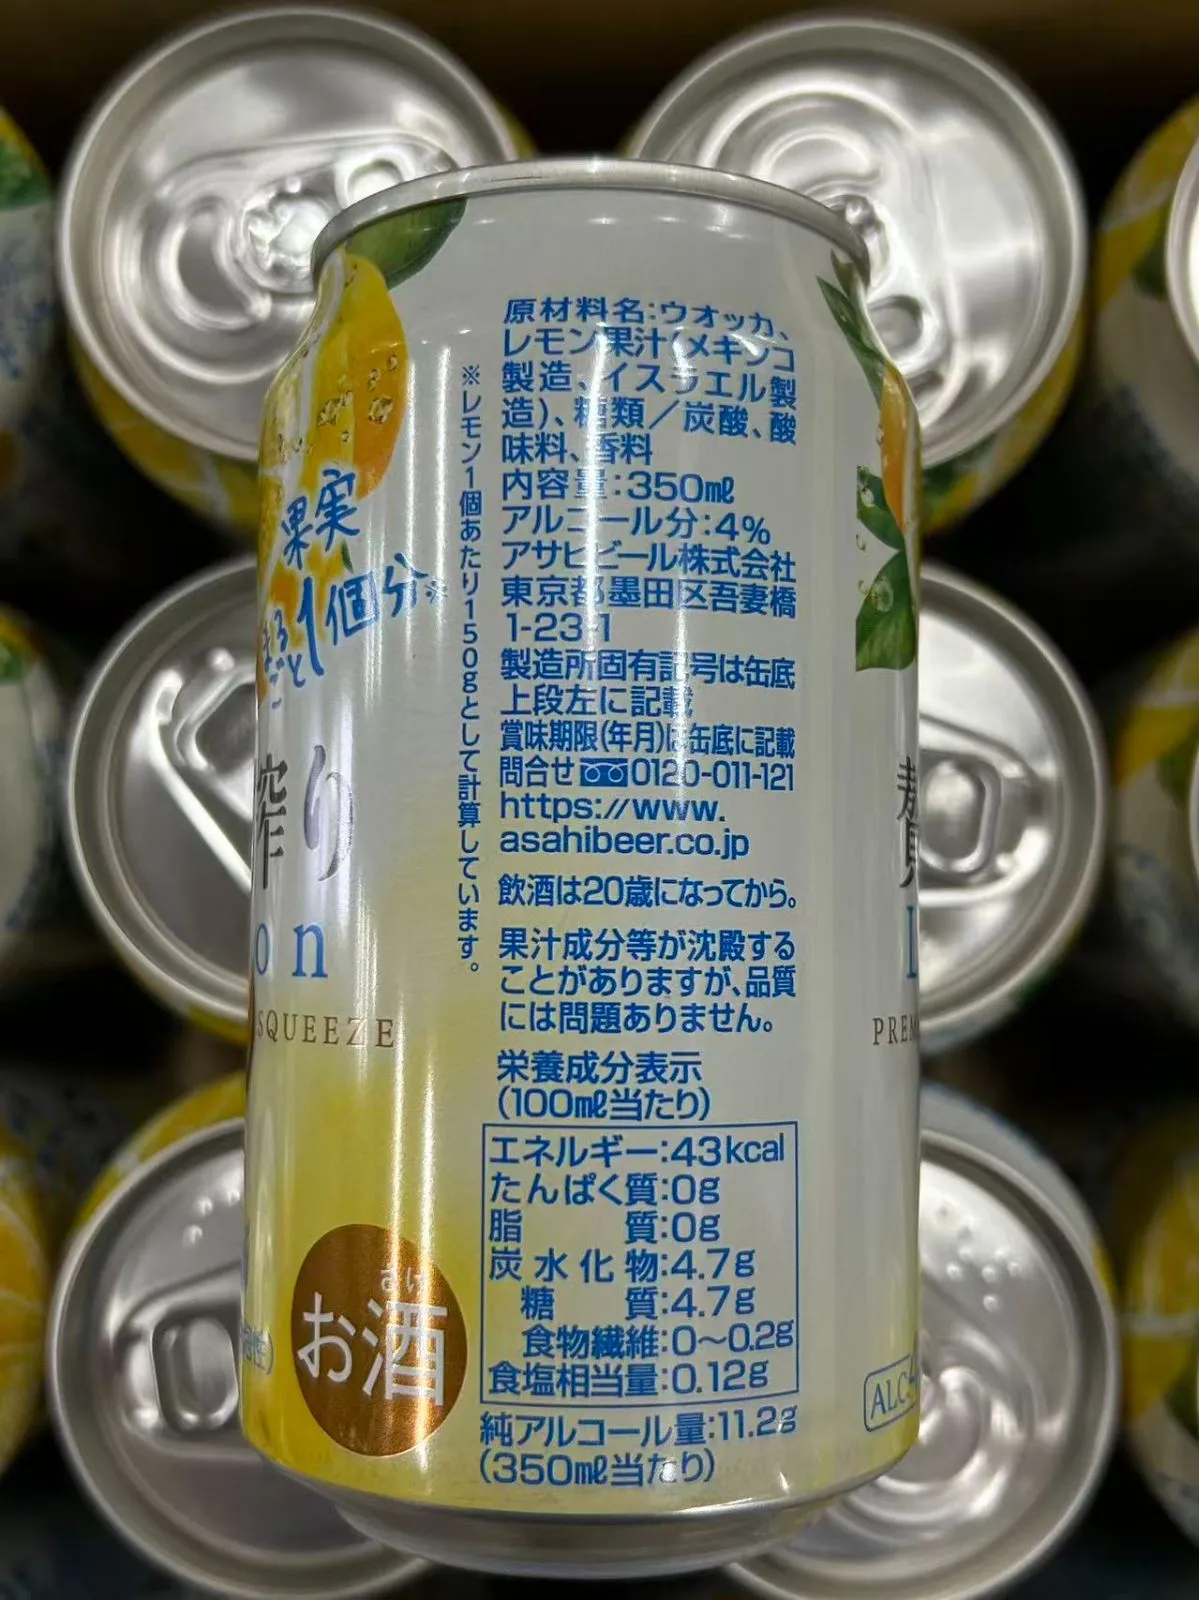 果実
まるごと1個分※
搾り
on
SQUEEZE
お酒
さけ
※レモン1個あたり150gとして計算しています。
原材料名:ウオッカ、
レモン果汁(メキシコ
製造、イスラエル製
造)、糖類/炭酸、酸
味料、香料
内容量:350ml
アルコール分:4%
アサヒビール株式会社
東京都墨田区吾妻橋
1-23-1
製造所固有記号は缶底
上段左に記載
賞味期限(年月)は缶底に記載
問合せ 0120-011-121
https://www.
asahibeer.co.jp
飲酒は20歳になってから。
果汁成分等が沈殿する
ことがありますが、品質
には問題ありません。
栄養成分表示
(100ml当たり)
エネルギー:43kcal
たんぱく質:0g
脂質:0g
炭水化物:4.7g
糖質:4.7g
食物繊維:0~0.2g
食塩相当量:0.12g
純アルコール量:11.2g
(350ml当たり)
贅
L
PREM
ALC